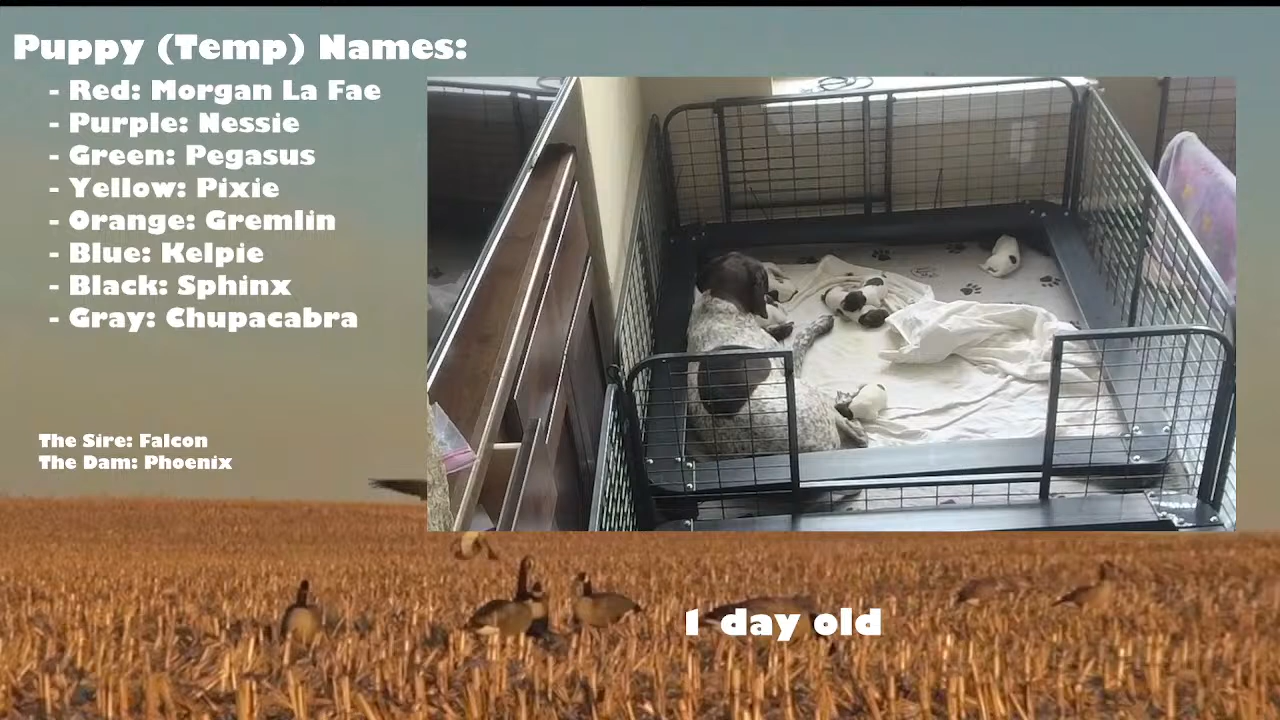 Puppy (Temp) Names:
- Red: Morgan La Fae
- Purple: Nessie
- Green: Pegasus
- Yellow: Pixie
- Orange: Gremlin
- Blue: Kelpie
- Black: Sphinx
- Gray: Chupacabra
The Sire: Falcon
The Dam: Phoenix
1 day old